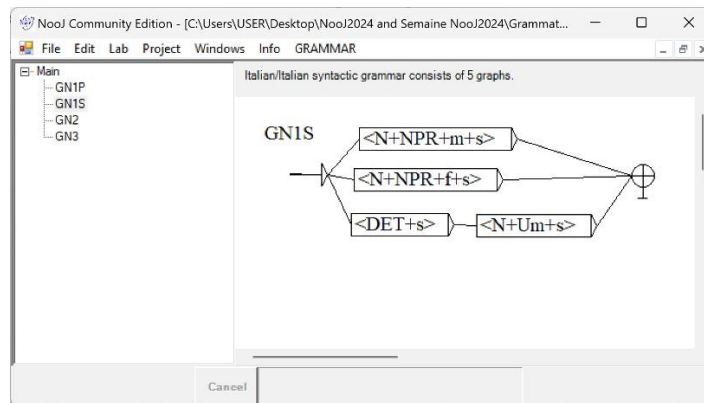 NooJ Community Edition - [C:\Users\USER\Desktop\NooJ2024 and Semaine NooJ2024\Grammat...
File Edit Lab Project Windows Info GRAMMAR
Main
GN1P
GN1S
GN2
GN3
Italian/Italian syntactic grammar consists of 5 graphs.
GN1S
<N+NPR+m+s>
<N+NPR+f+s>
<DET+s> <N+Um+s>
Cancel